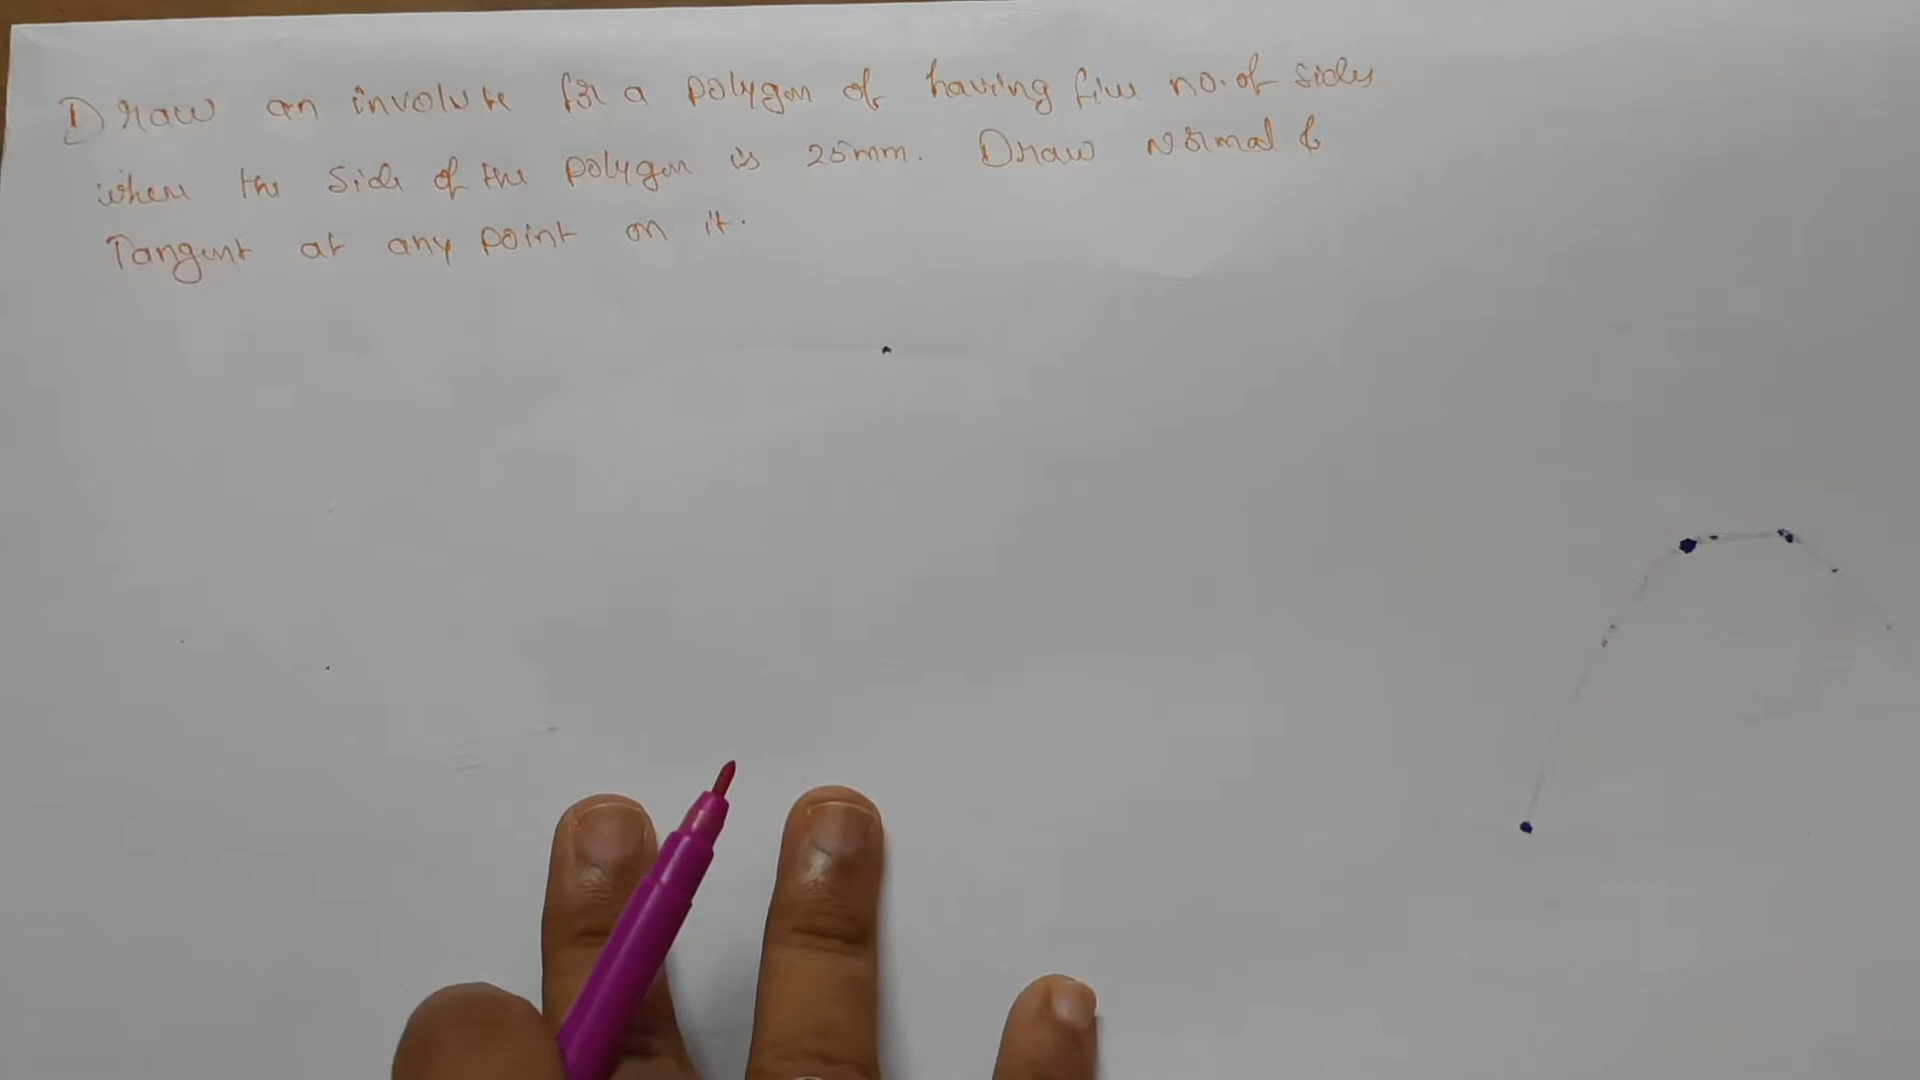 Draw an involute for a polygon of having five no. of sides
where the side of the polygon is 25mm. Draw Normal &
Tangent at any point on it.